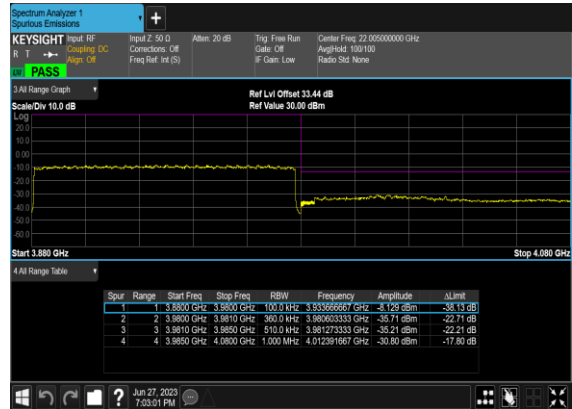 Spectrum Analyzer 1
Spurious Emissions
KEYSIGHT Input: RF Input Z: 50 Ω Atten: 20 dB Trig: Free Run Center Freq: 22.005000000 GHz
R T Coupling: DC Corrections: Off Gate: Off Avg|Hold: 100/100
Align: Off Freq Ref: Int (S) IF Gain: Low Radio Std: None
LW PASS
3 All Range Graph
Ref Lvl Offset 33.44 dB
Scale/Div 10.0 dB Ref Value 30.00 dBm
Log
20.0
10.0
0.00
-10.0
-20.0
-30.0
-40.0
-50.0
-60.0
Start 3.880 GHz Stop 4.080 GHz
4 All Range Table
Spur Range Start Freq Stop Freq RBW Frequency Amplitude ΔLimit
1 1 3.8800 GHz 3.9800 GHz 100.0 kHz 3.933666667 GHz -8.129 dBm -38.13 dB
2 2 3.9800 GHz 3.9810 GHz 360.0 kHz 3.980603333 GHz -35.71 dBm -22.71 dB
3 3 3.9810 GHz 3.9850 GHz 510.0 kHz 3.981273333 GHz -35.21 dBm -22.21 dB
4 4 3.9850 GHz 4.0800 GHz 1.000 MHz 4.012391667 GHz -30.80 dBm -17.80 dB
Jun 27, 2023
7:03:01 PM